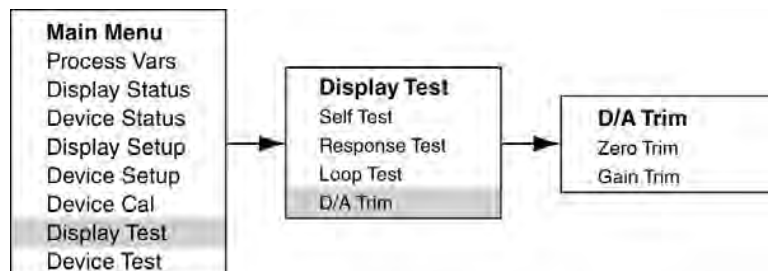 Main Menu
Process Vars
Display Status
Device Status
Display Setup
Device Setup
Device Cal
Display Test
Device Test
Display Test
Self Test
Response Test
Loop Test
D/A Trim
D/A Trim
Zero Trim
Gain Trim